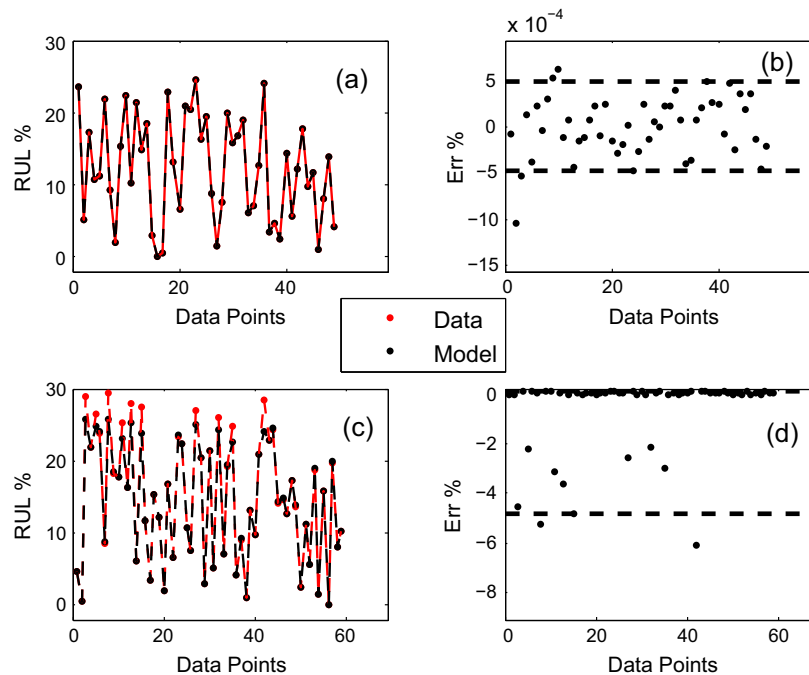 x 10⁻⁴
(a)
RUL %
30
20
10
0
0
20
40
Data Points
(b)
Err %
5
0
−5
−10
−15
0
20
40
Data Points
Data
Model
(c)
RUL %
30
20
10
0
0
20
40
60
Data Points
(d)
Err %
0
−2
−4
−6
−8
0
20
40
60
Data Points